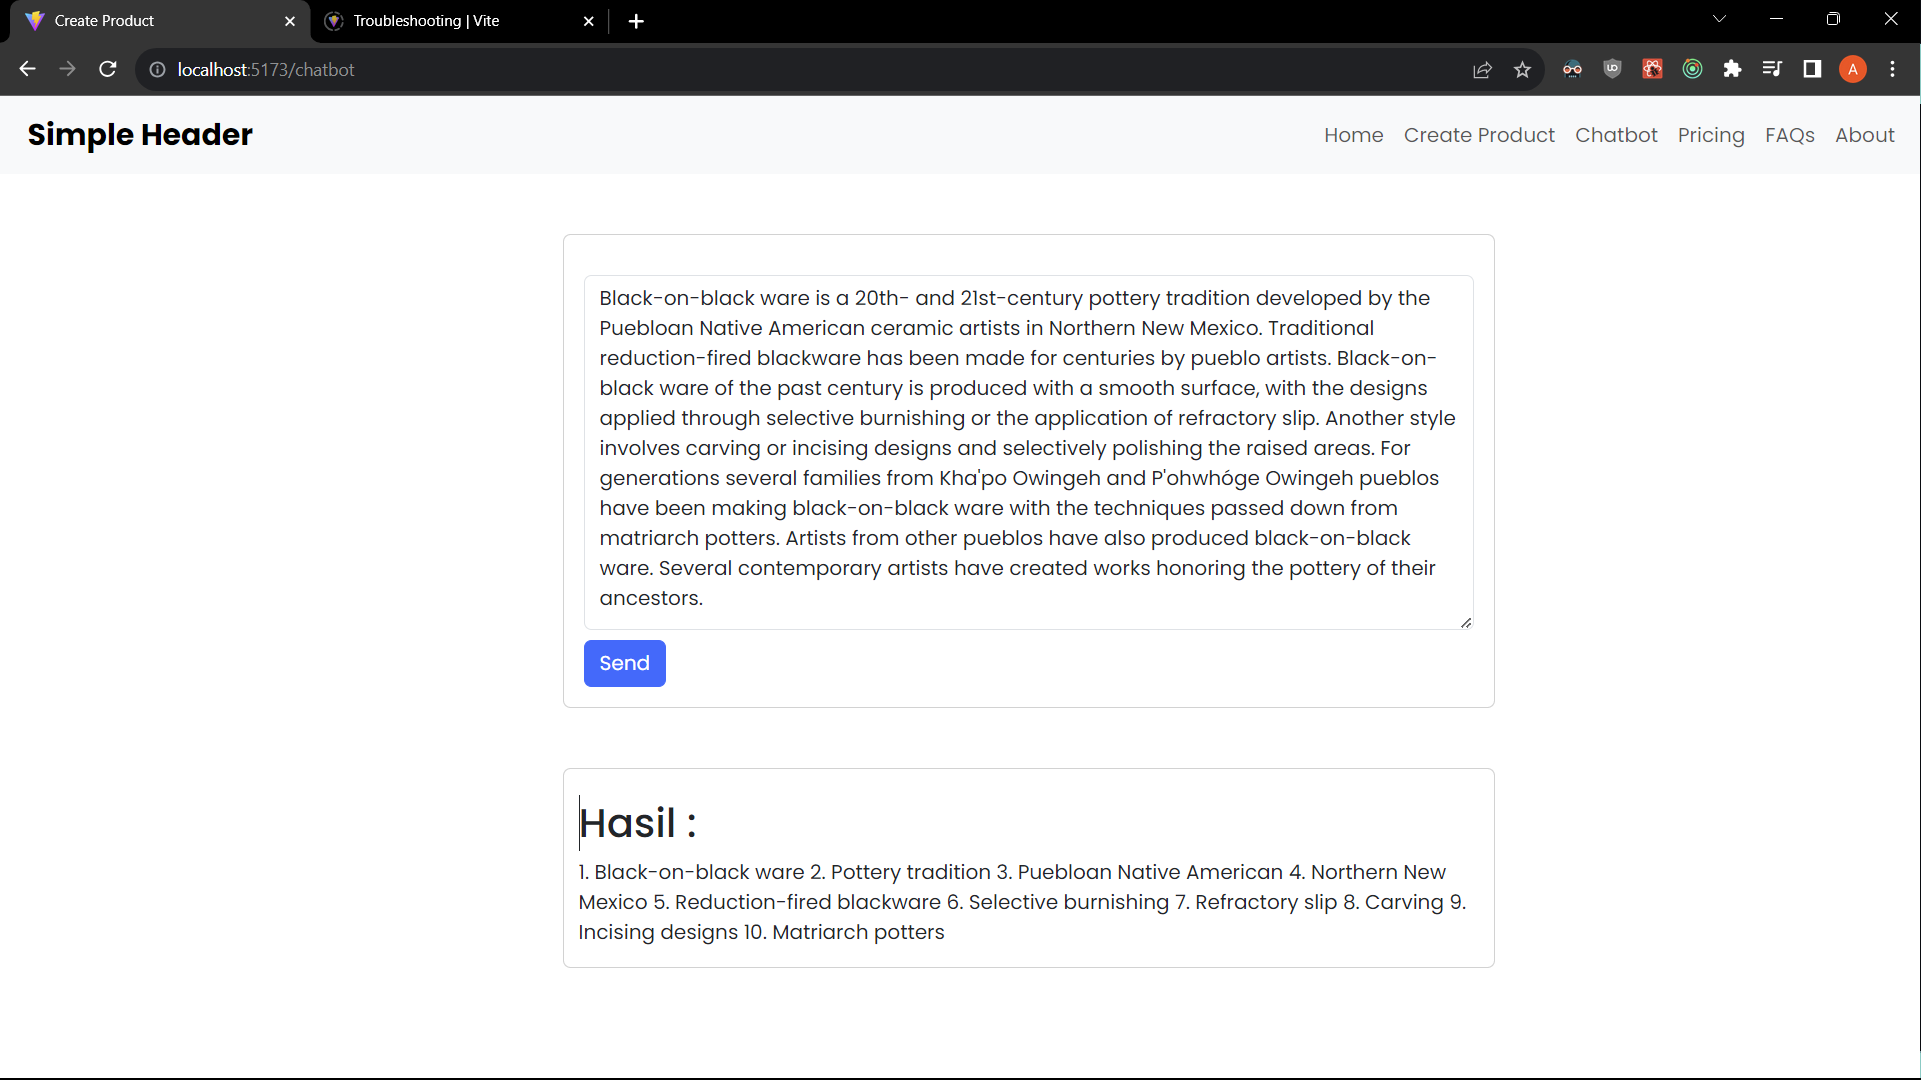 Create Product
Troubleshooting | Vite
localhost:5173/chatbot
A
Simple Header
Home Create Product Chatbot Pricing FAQs About
Black-on-black ware is a 20th- and 21st-century pottery tradition developed by the
Puebloan Native American ceramic artists in Northern New Mexico. Traditional
reduction-fired blackware has been made for centuries by pueblo artists. Black-on-
black ware of the past century is produced with a smooth surface, with the designs
applied through selective burnishing or the application of refractory slip. Another style
involves carving or incising designs and selectively polishing the raised areas. For
generations several families from Kha'po Owingeh and P'ohwhóge Owingeh pueblos
have been making black-on-black ware with the techniques passed down from
matriarch potters. Artists from other pueblos have also produced black-on-black
ware. Several contemporary artists have created works honoring the pottery of their
ancestors.
Send
Hasil :
1. Black-on-black ware 2. Pottery tradition 3. Puebloan Native American 4. Northern New
Mexico 5. Reduction-fired blackware 6. Selective burnishing 7. Refractory slip 8. Carving 9.
Incising designs 10. Matriarch potters